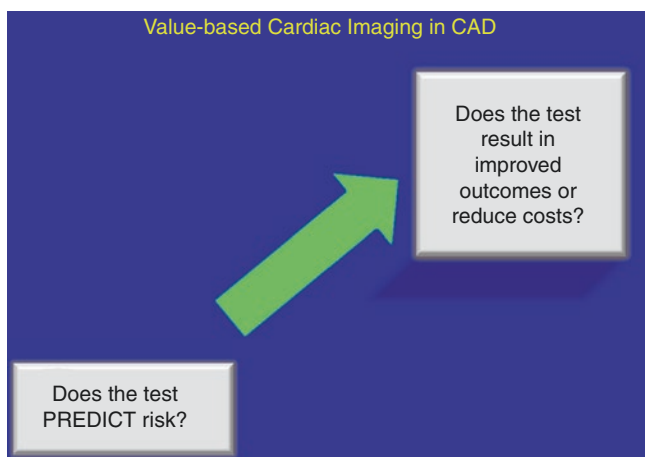 Value-based Cardiac Imaging in CAD
Does the test
result in
improved
outcomes or
reduce costs?
Does the test
PREDICT risk?